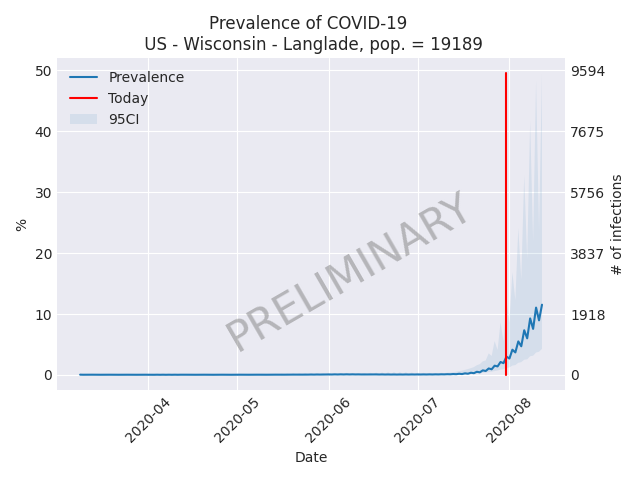 Prevalence of COVID-19
US - Wisconsin - Langlade, pop. = 19189
Prevalence
Today
95CI
50
40
30
20
10
0
%
9594
7675
5756
3837
1918
0
# of infections
PRELIMINARY
2020-04
2020-05
2020-06
2020-07
2020-08
Date